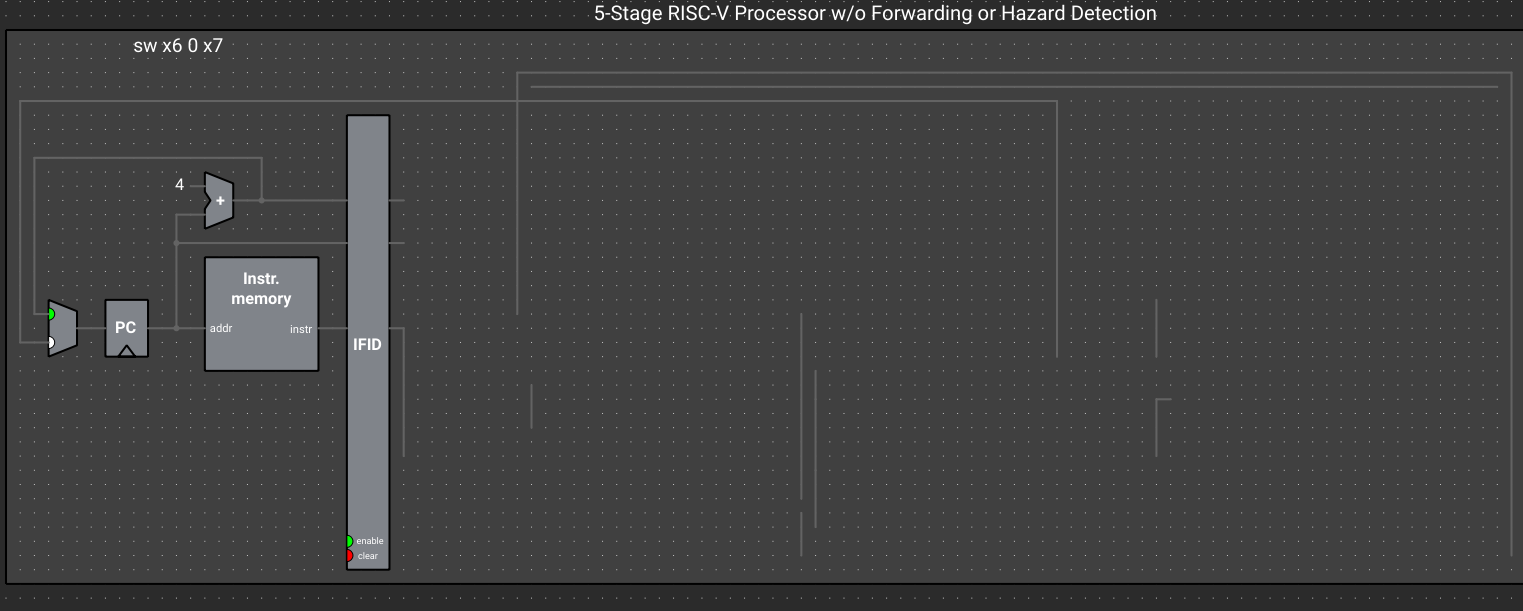 5-Stage RISC-V Processor w/o Forwarding or Hazard Detection
sw x6 0 x7
4
+
Instr.
memory
PC
addr
instr
IFID
enable
clear